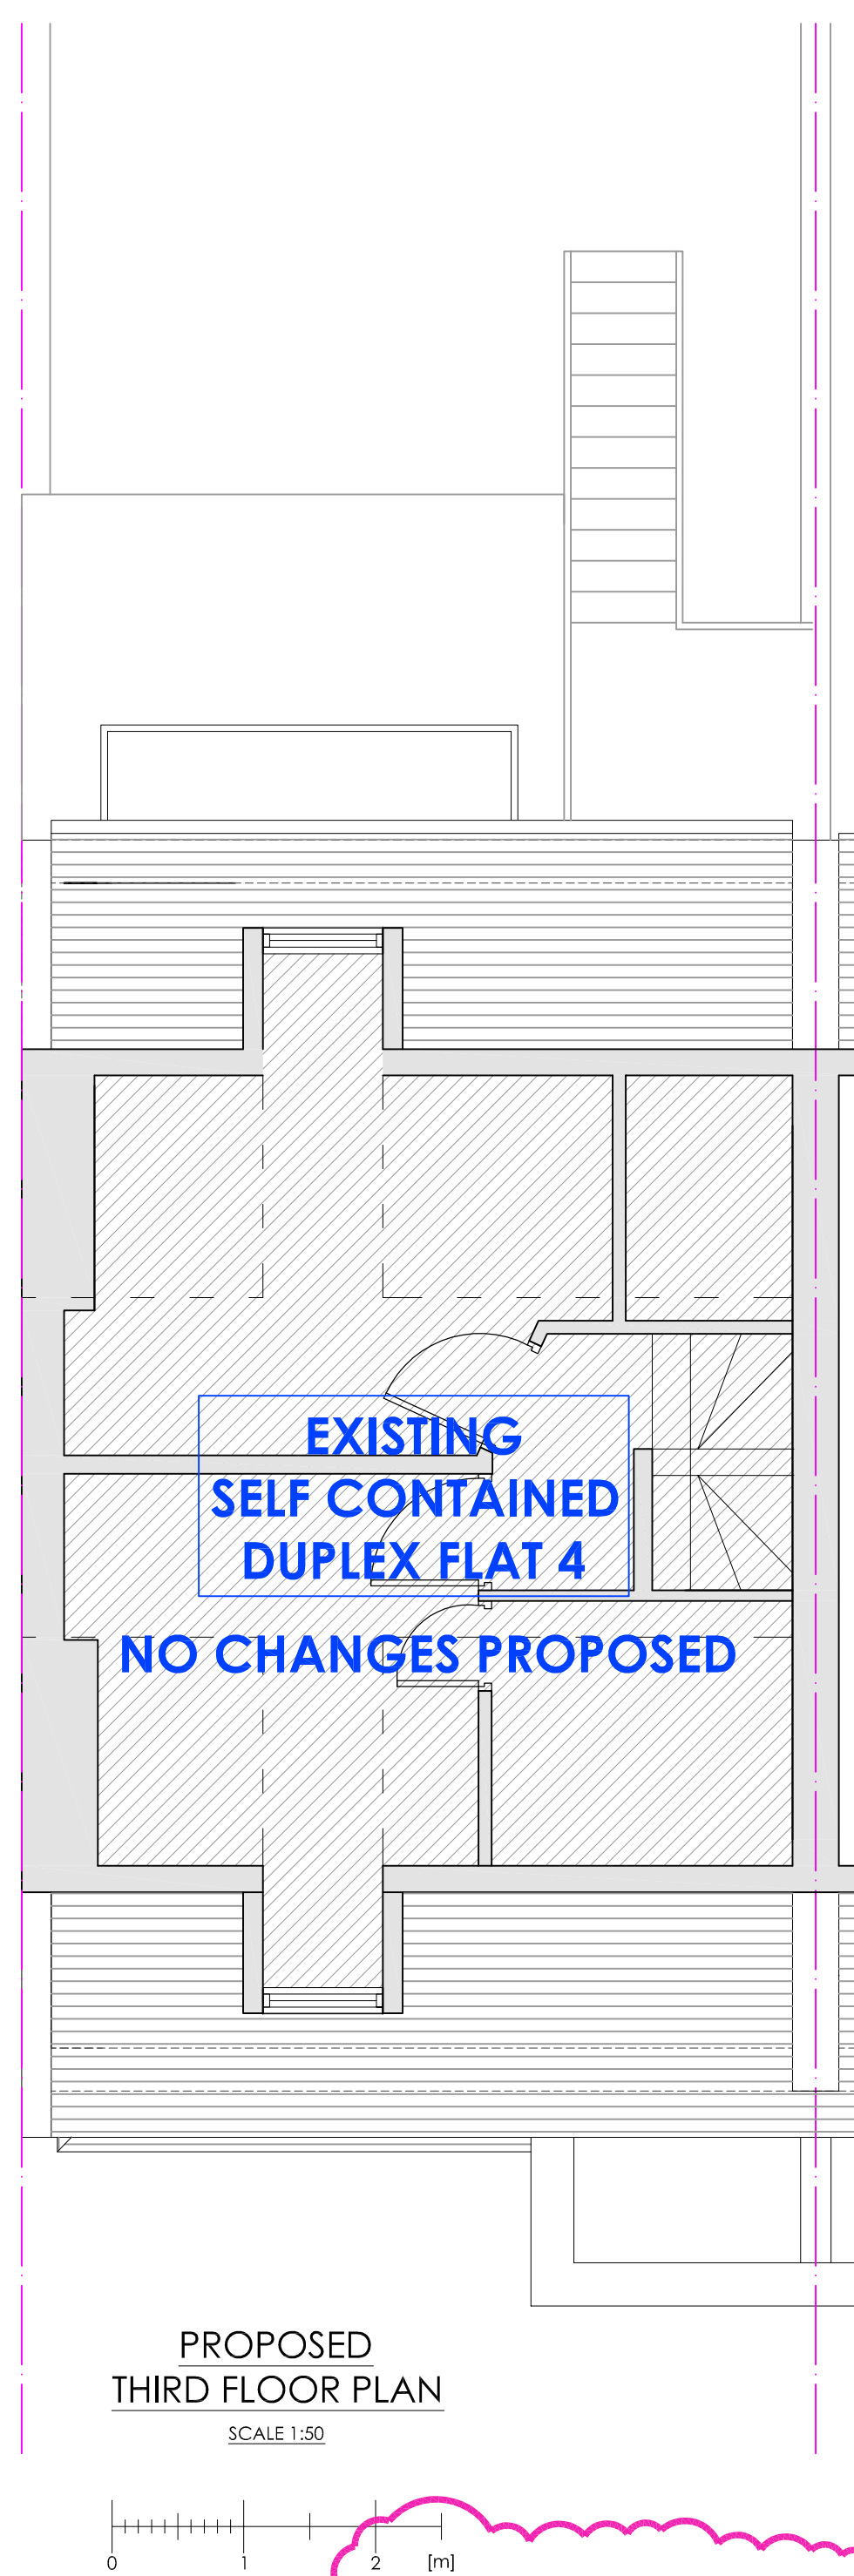 EXISTING
SELF CONTAINED
DUPLEX FLAT 4
NO CHANGES PROPOSED
PROPOSED
THIRD FLOOR PLAN
SCALE 1:50
0 1 2 [m]